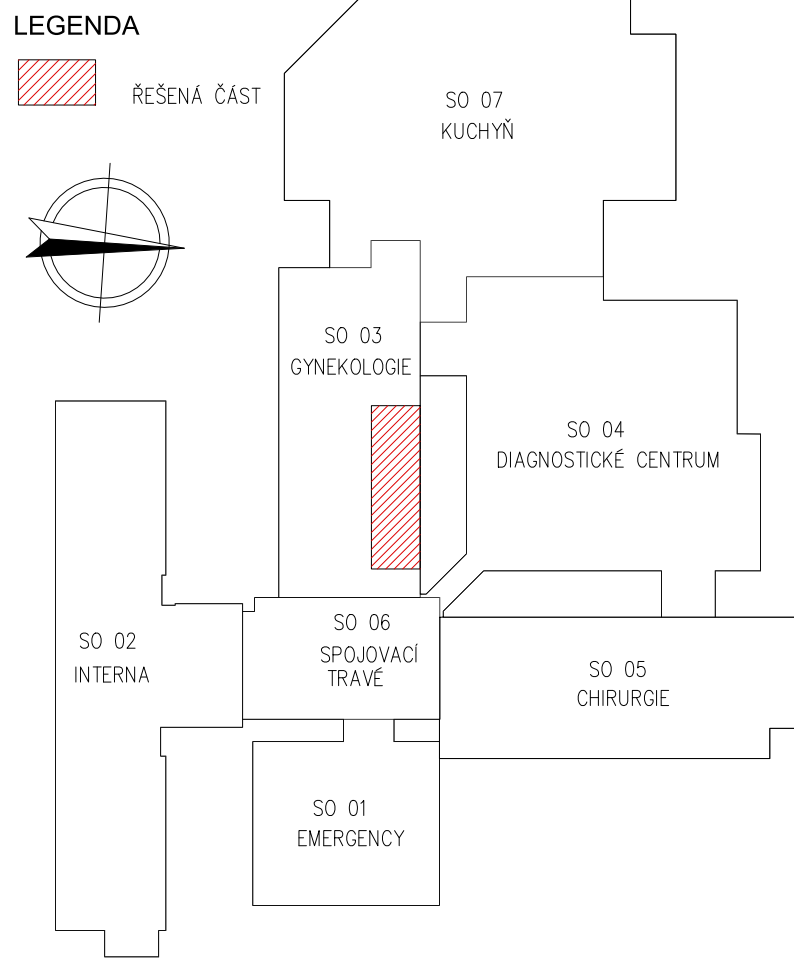 LEGENDA
ŘEŠENÁ ČÁST
SO 07
KUCHYŇ
SO 03
GYNEKOLOGIE
SO 04
DIAGNOSTICKÉ CENTRUM
SO 06
SPOJOVACÍ
TRAVÉ
SO 02
INTERNA
SO 05
CHIRURGIE
SO 01
EMERGENCY